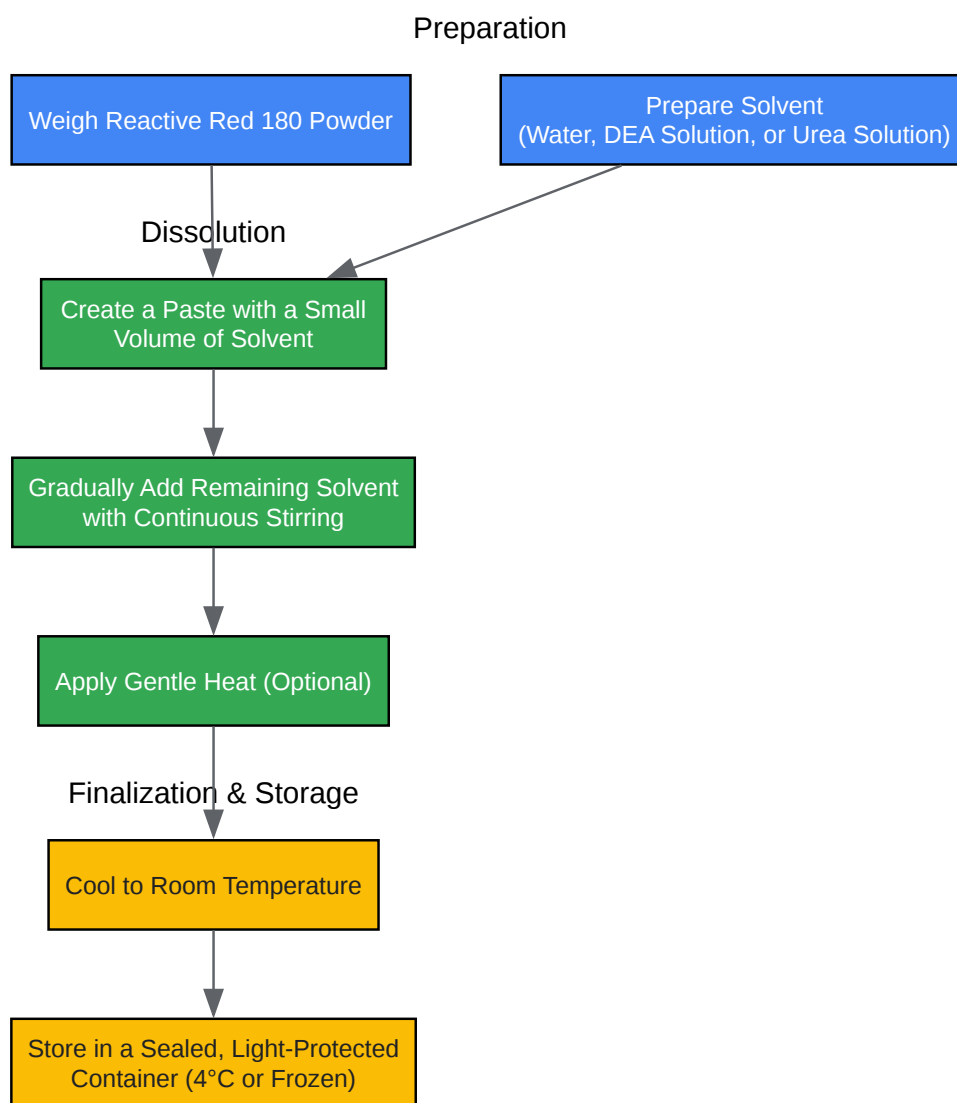 Preparation
Weigh Reactive Red 180 Powder
Prepare Solvent
(Water, DEA Solution, or Urea Solution)
Dissolution
Create a Paste with a Small
Volume of Solvent
Gradually Add Remaining Solvent
with Continuous Stirring
Apply Gentle Heat (Optional)
Finalization & Storage
Cool to Room Temperature
Store in a Sealed, Light-Protected
Container (4°C or Frozen)